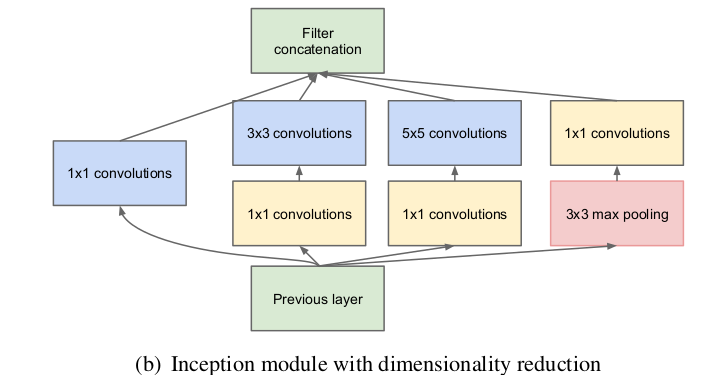 Filter
concatenation
3x3 convolutions
5x5 convolutions
1x1 convolutions
1x1 convolutions
1x1 convolutions
1x1 convolutions
3x3 max pooling
Previous layer
(b) Inception module with dimensionality reduction